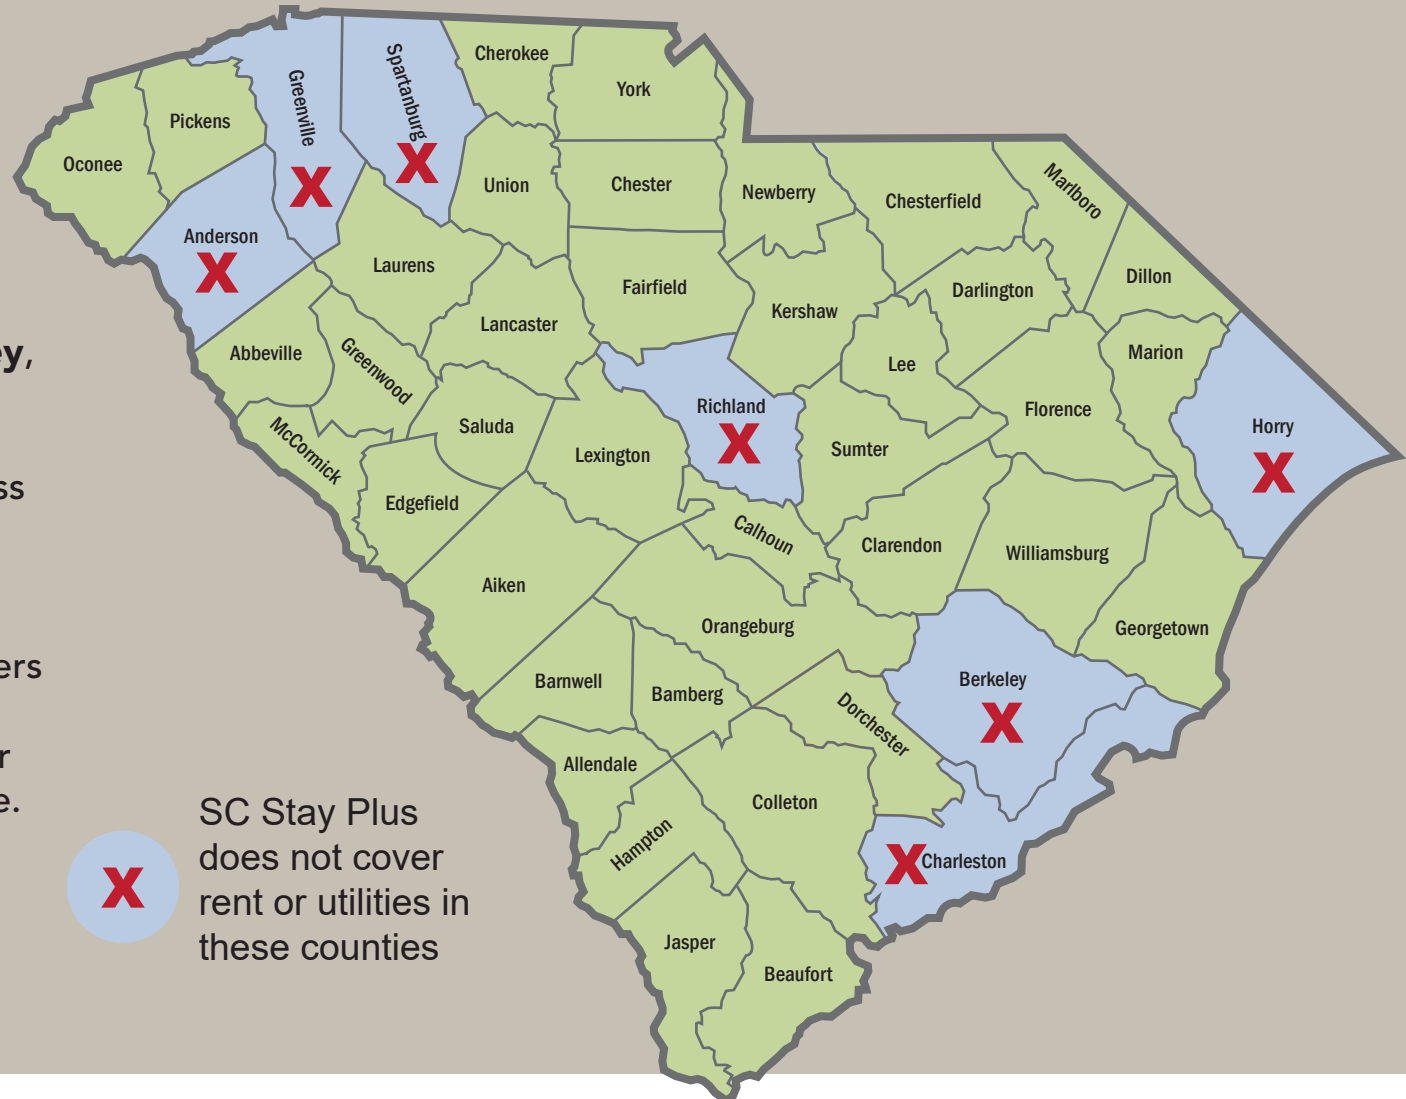 Cherokee
York
Greenville
Spartanburg
Pickens
Oconee
Union
Chester
Newberry
Chesterfield
Marlboro
Anderson
Laurens
Fairfield
Kershaw
Darlington
Dillon
Lancaster
Abbeville
Greenwood
Lee
Marion
ey,
Richland
Florence
Horry
Saluda
McCormick
Lexington
Sumter
ss
Edgefield
Calhoun
Clarendon
Williamsburg
Aiken
Orangeburg
Georgetown
ers
Barnwell
Bamberg
Berkeley
Dorchester
r
Allendale
e.
Colleton
Hampton
Charleston
Jasper
Beaufort
X
X
X
X
X
X
X
X
SC Stay Plus
does not cover
rent or utilities in
these counties